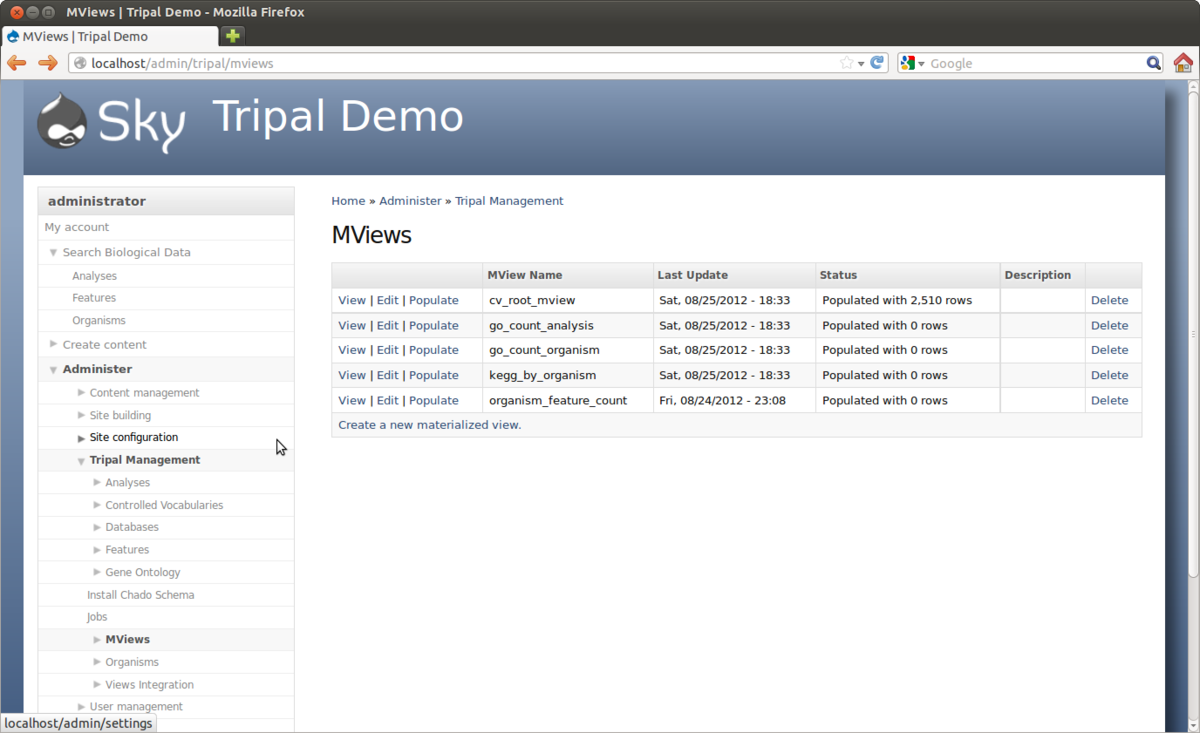 MViews | Tripal Demo - Mozilla Firefox
MViews | Tripal Demo
localhost/admin/tripal/mviews
Google
Sky Tripal Demo
administrator
My account
Search Biological Data
Analyses
Features
Organisms
Create content
Administer
Content management
Site building
Site configuration
Tripal Management
Analyses
Controlled Vocabularies
Databases
Features
Gene Ontology
Install Chado Schema
Jobs
MViews
Organisms
Views Integration
User management
Home » Administer » Tripal Management
MViews
MView Name Last Update Status Description
View | Edit | Populate cv_root_mview Sat, 08/25/2012 - 18:33 Populated with 2,510 rows Delete
View | Edit | Populate go_count_analysis Sat, 08/25/2012 - 18:33 Populated with 0 rows Delete
View | Edit | Populate go_count_organism Sat, 08/25/2012 - 18:33 Populated with 0 rows Delete
View | Edit | Populate kegg_by_organism Sat, 08/25/2012 - 18:33 Populated with 0 rows Delete
View | Edit | Populate organism_feature_count Fri, 08/24/2012 - 23:08 Populated with 0 rows Delete
Create a new materialized view.
localhost/admin/settings